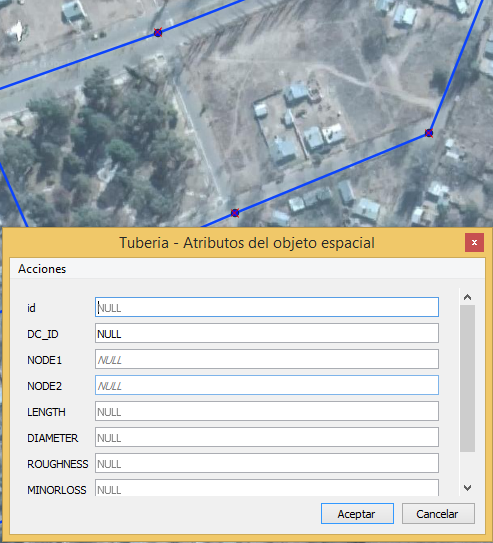 Tuberia - Atributos del objeto espacial
x
Acciones
id NULL
DC_ID NULL
NODE1 NULL
NODE2 NULL
LENGTH NULL
DIAMETER NULL
ROUGHNESS NULL
MINORLOSS NULL
Aceptar Cancelar